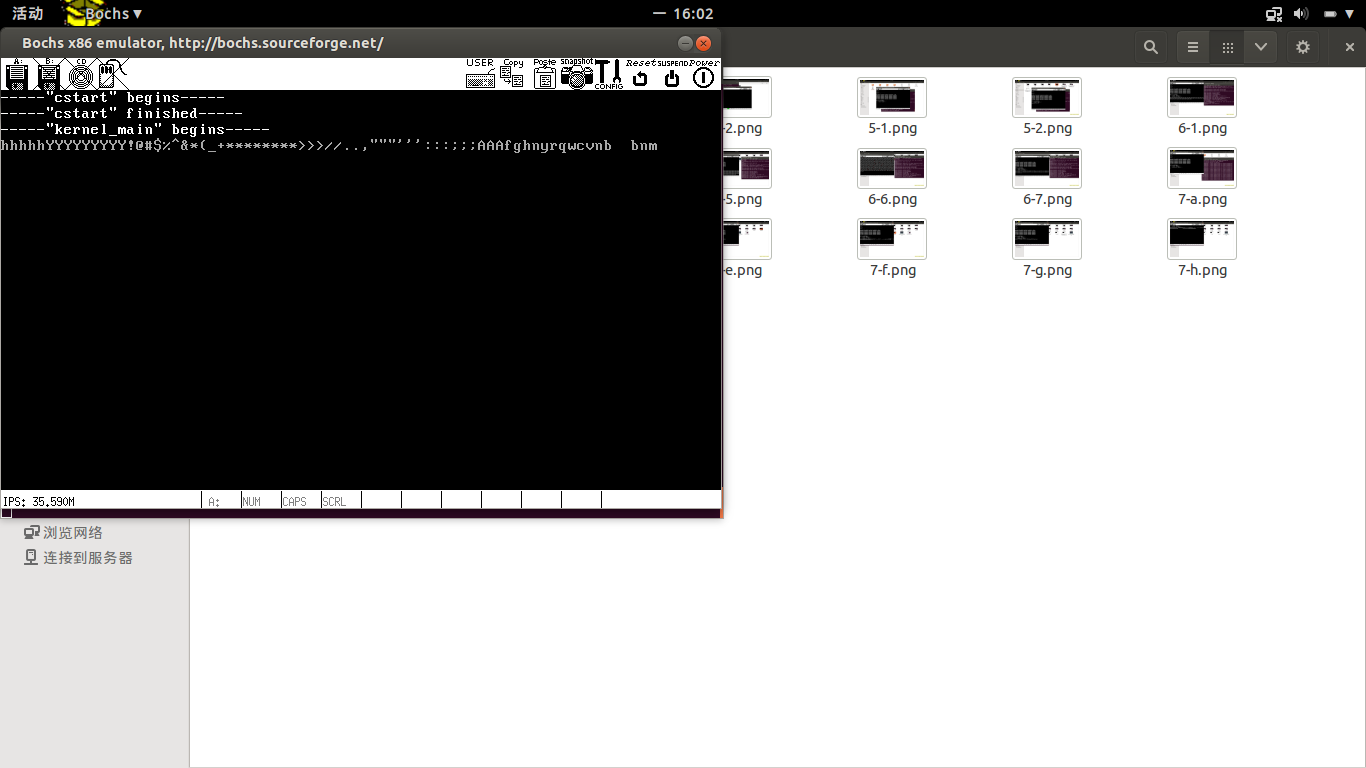 活动 Bochs ▾ 一 16:02
Bochs x86 emulator, http://bochs.sourceforge.net/
A: B: CD USER Copy Paste snapshot CONFIG Reset SUSPEND Power
-----"cstart" begins-----
-----"cstart" finished-----
-----"kernel_main" begins-----
hhhhhYYYYYYYYY!@#$%^&*(_+********>>>//..,"""''':::;;;AAAfghnyrqwcvnb  bnm
IPS: 35.590M A: NUM CAPS SCRL
-2.png 5-1.png 5-2.png 6-1.png
-5.png 6-6.png 6-7.png 7-a.png
-e.png 7-f.png 7-g.png 7-h.png
浏览网络
连接到服务器